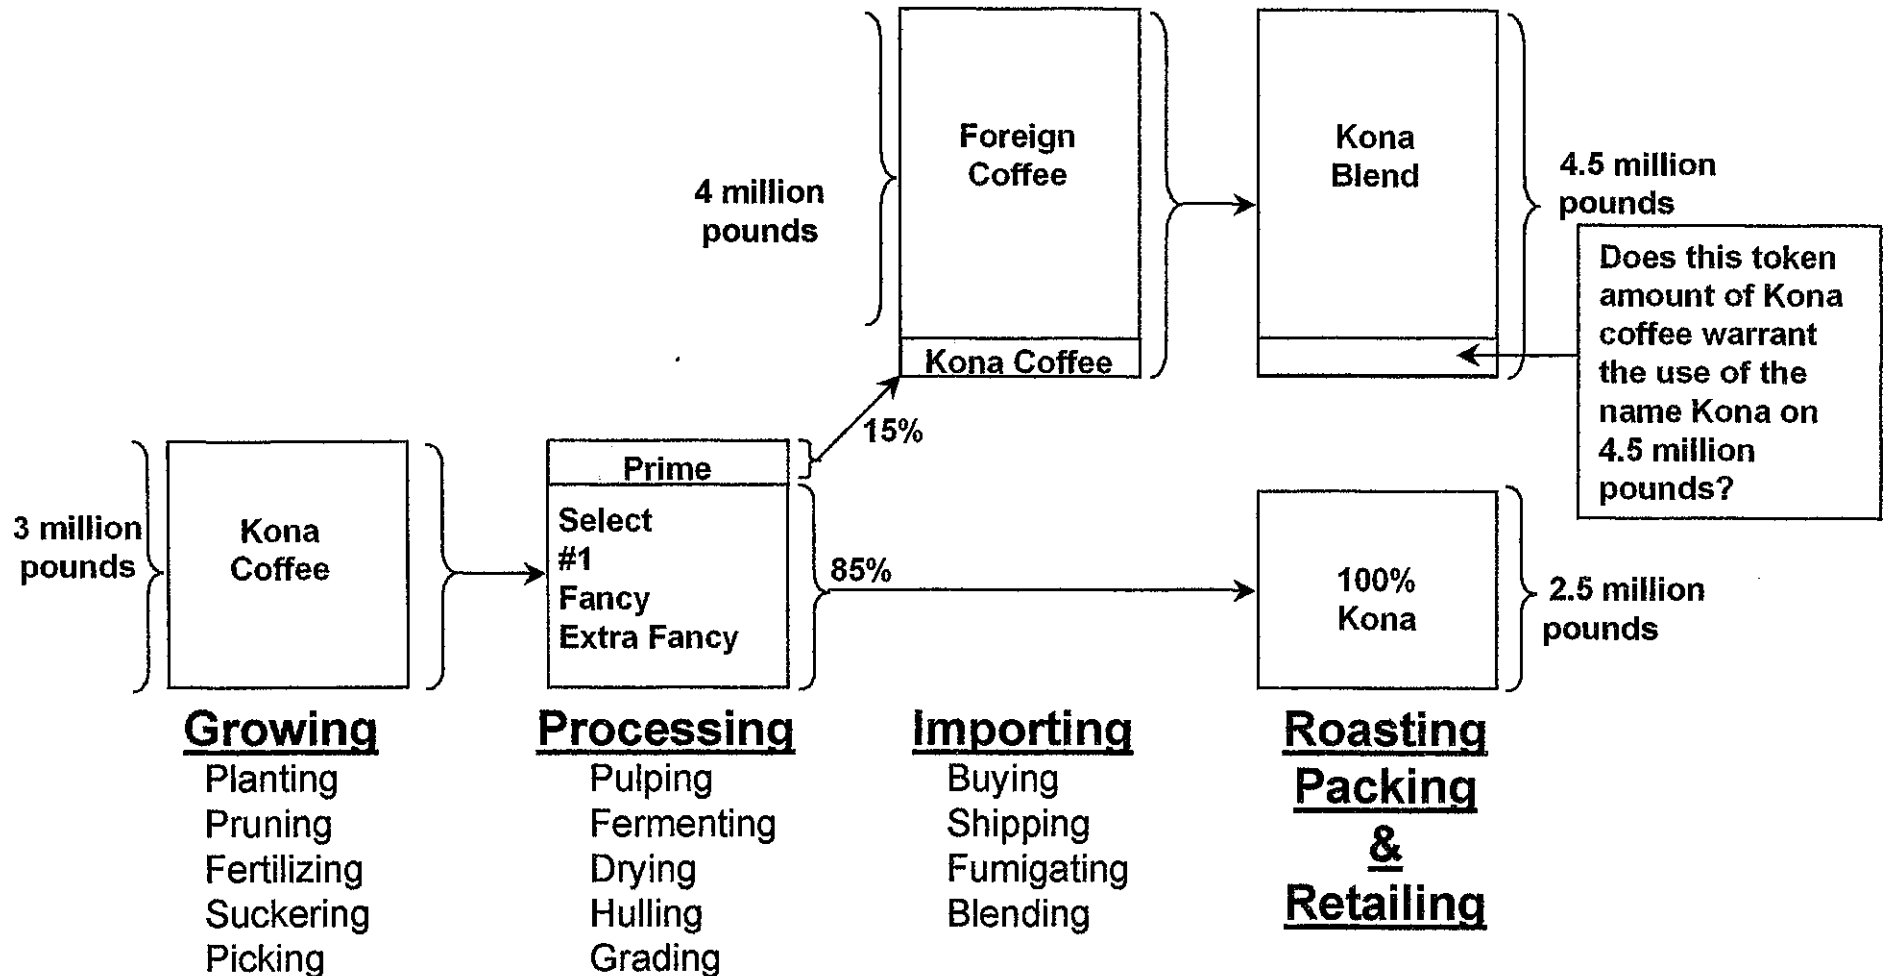 Foreign
Coffee
Kona
Blend
4 million
pounds
4.5 million
pounds
Kona Coffee
Does this token
amount of Kona
coffee warrant
the use of the
name Kona on
4.5 million
pounds?
15%
3 million
pounds
Kona
Coffee
Prime
Select
#1
Fancy
Extra Fancy
85%
100%
Kona
2.5 million
pounds
Growing
Planting
Pruning
Fertilizing
Suckering
Picking
Processing
Pulping
Fermenting
Drying
Hulling
Grading
Importing
Buying
Shipping
Fumigating
Blending
Roasting
Packing
&
Retailing